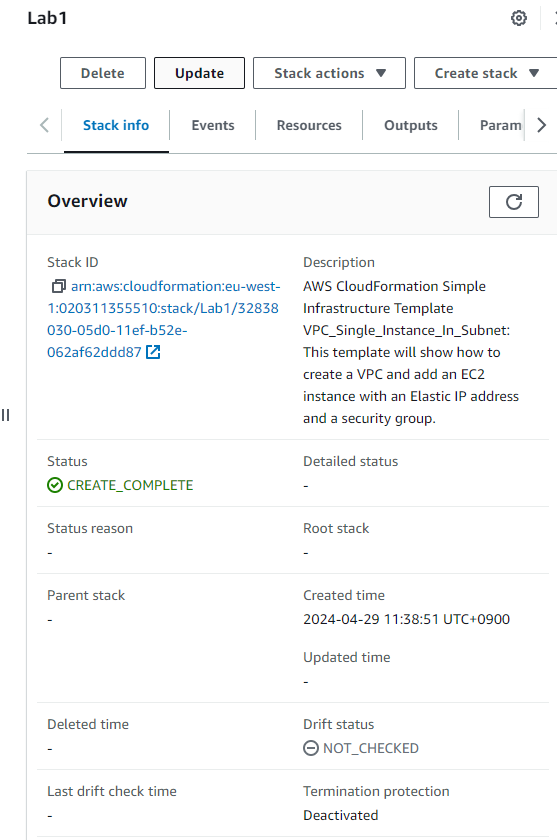 Lab1
Delete
Update
Stack actions
Create stack
Stack info
Events
Resources
Outputs
Param
Overview
Stack ID
arn:aws:cloudformation:eu-west-
1:020311355510:stack/Lab1/32838
030-05d0-11ef-b52e-
062af62ddd87
Description
AWS CloudFormation Simple
Infrastructure Template
VPC_Single_Instance_In_Subnet:
This template will show how to
create a VPC and add an EC2
instance with an Elastic IP address
and a security group.
Status
CREATE_COMPLETE
Detailed status
-
Status reason
-
Root stack
-
Parent stack
-
Created time
2024-04-29 11:38:51 UTC+0900
Updated time
-
Deleted time
-
Drift status
NOT_CHECKED
Last drift check time
-
Termination protection
Deactivated